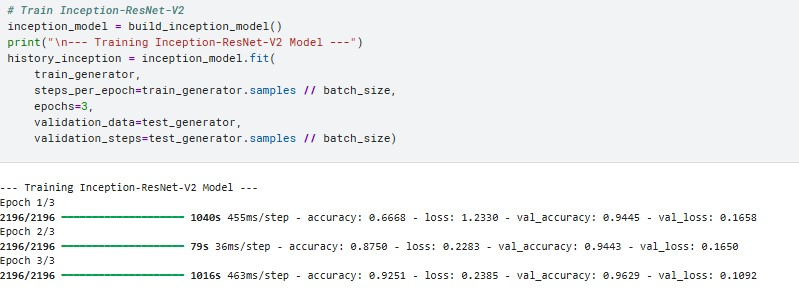 # Train Inception-ResNet-V2
inception_model = build_inception_model()
print("\n--- Training Inception-ResNet-V2 Model ---")
history_inception = inception_model.fit(
    train_generator,
    steps_per_epoch=train_generator.samples // batch_size,
    epochs=3,
    validation_data=test_generator,
    validation_steps=test_generator.samples // batch_size)
--- Training Inception-ResNet-V2 Model ---
Epoch 1/3
2196/2196 ━━━━━━━━━━━━━━━━━━━━ 1040s 455ms/step - accuracy: 0.6668 - loss: 1.2330 - val_accuracy: 0.9445 - val_loss: 0.1658
Epoch 2/3
2196/2196 ━━━━━━━━━━━━━━━━━━━━ 79s 36ms/step - accuracy: 0.8750 - loss: 0.2283 - val_accuracy: 0.9443 - val_loss: 0.1650
Epoch 3/3
2196/2196 ━━━━━━━━━━━━━━━━━━━━ 1016s 463ms/step - accuracy: 0.9251 - loss: 0.2385 - val_accuracy: 0.9629 - val_loss: 0.1092